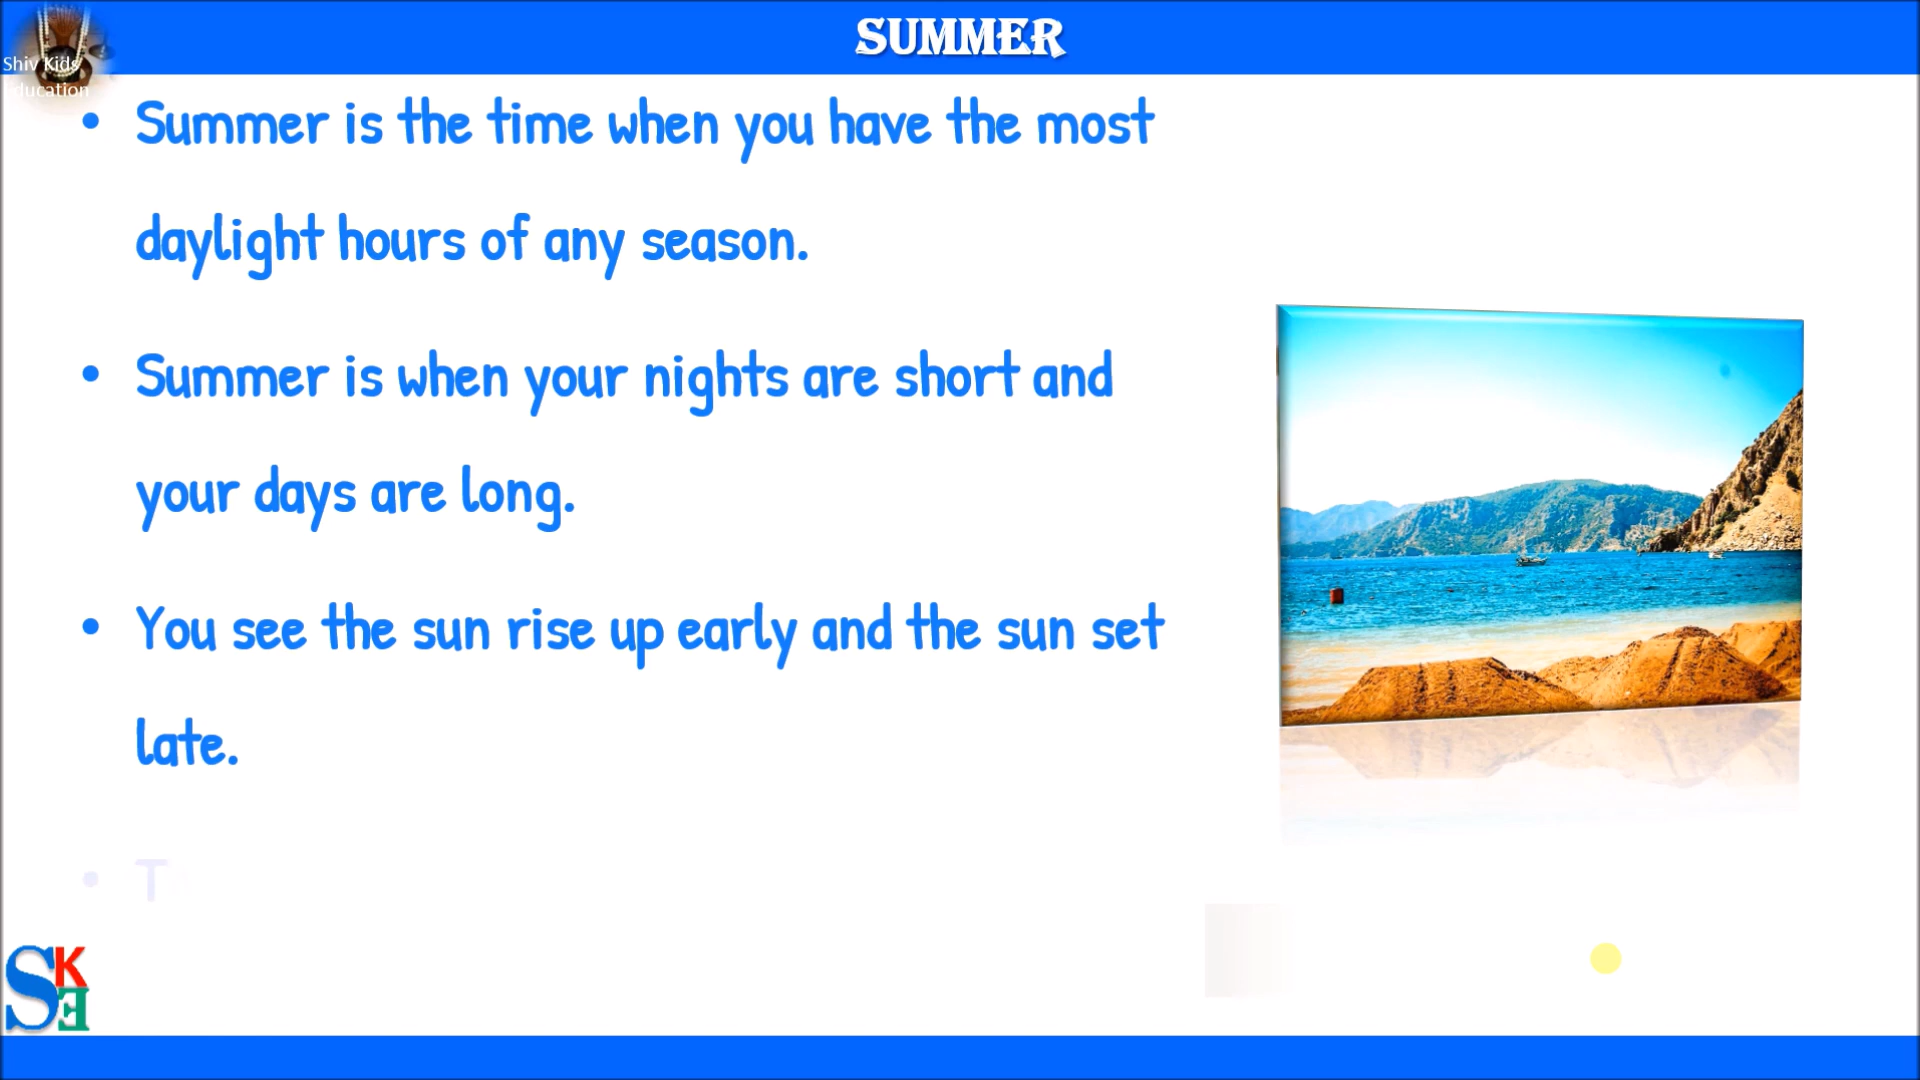 SUMMER
Shiv Kids
Education
• Summer is the time when you have the most
daylight hours of any season.
• Summer is when your nights are short and
your days are long.
• You see the sun rise up early and the sun set
late.
• T
SKE